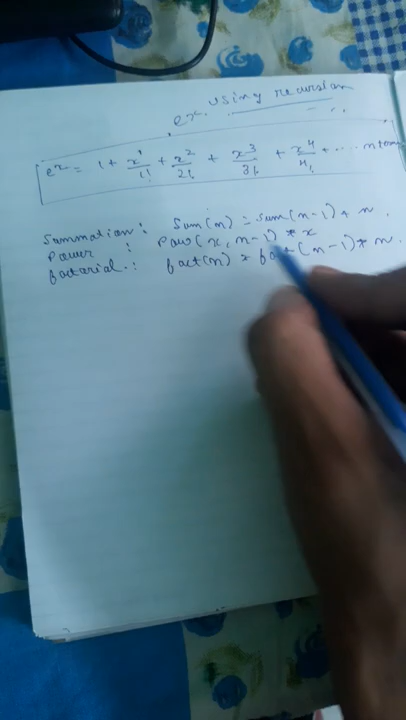 e^x using recursion
e^x = 1 + x^1/1! + x^2/2! + x^3/3! + x^4/4! + .... n term
Summation : Sum(n) = Sum(n-1) + n.
Power : Pow(x, n-1) * x
factorial : fact(n) = fact(n-1) * n.